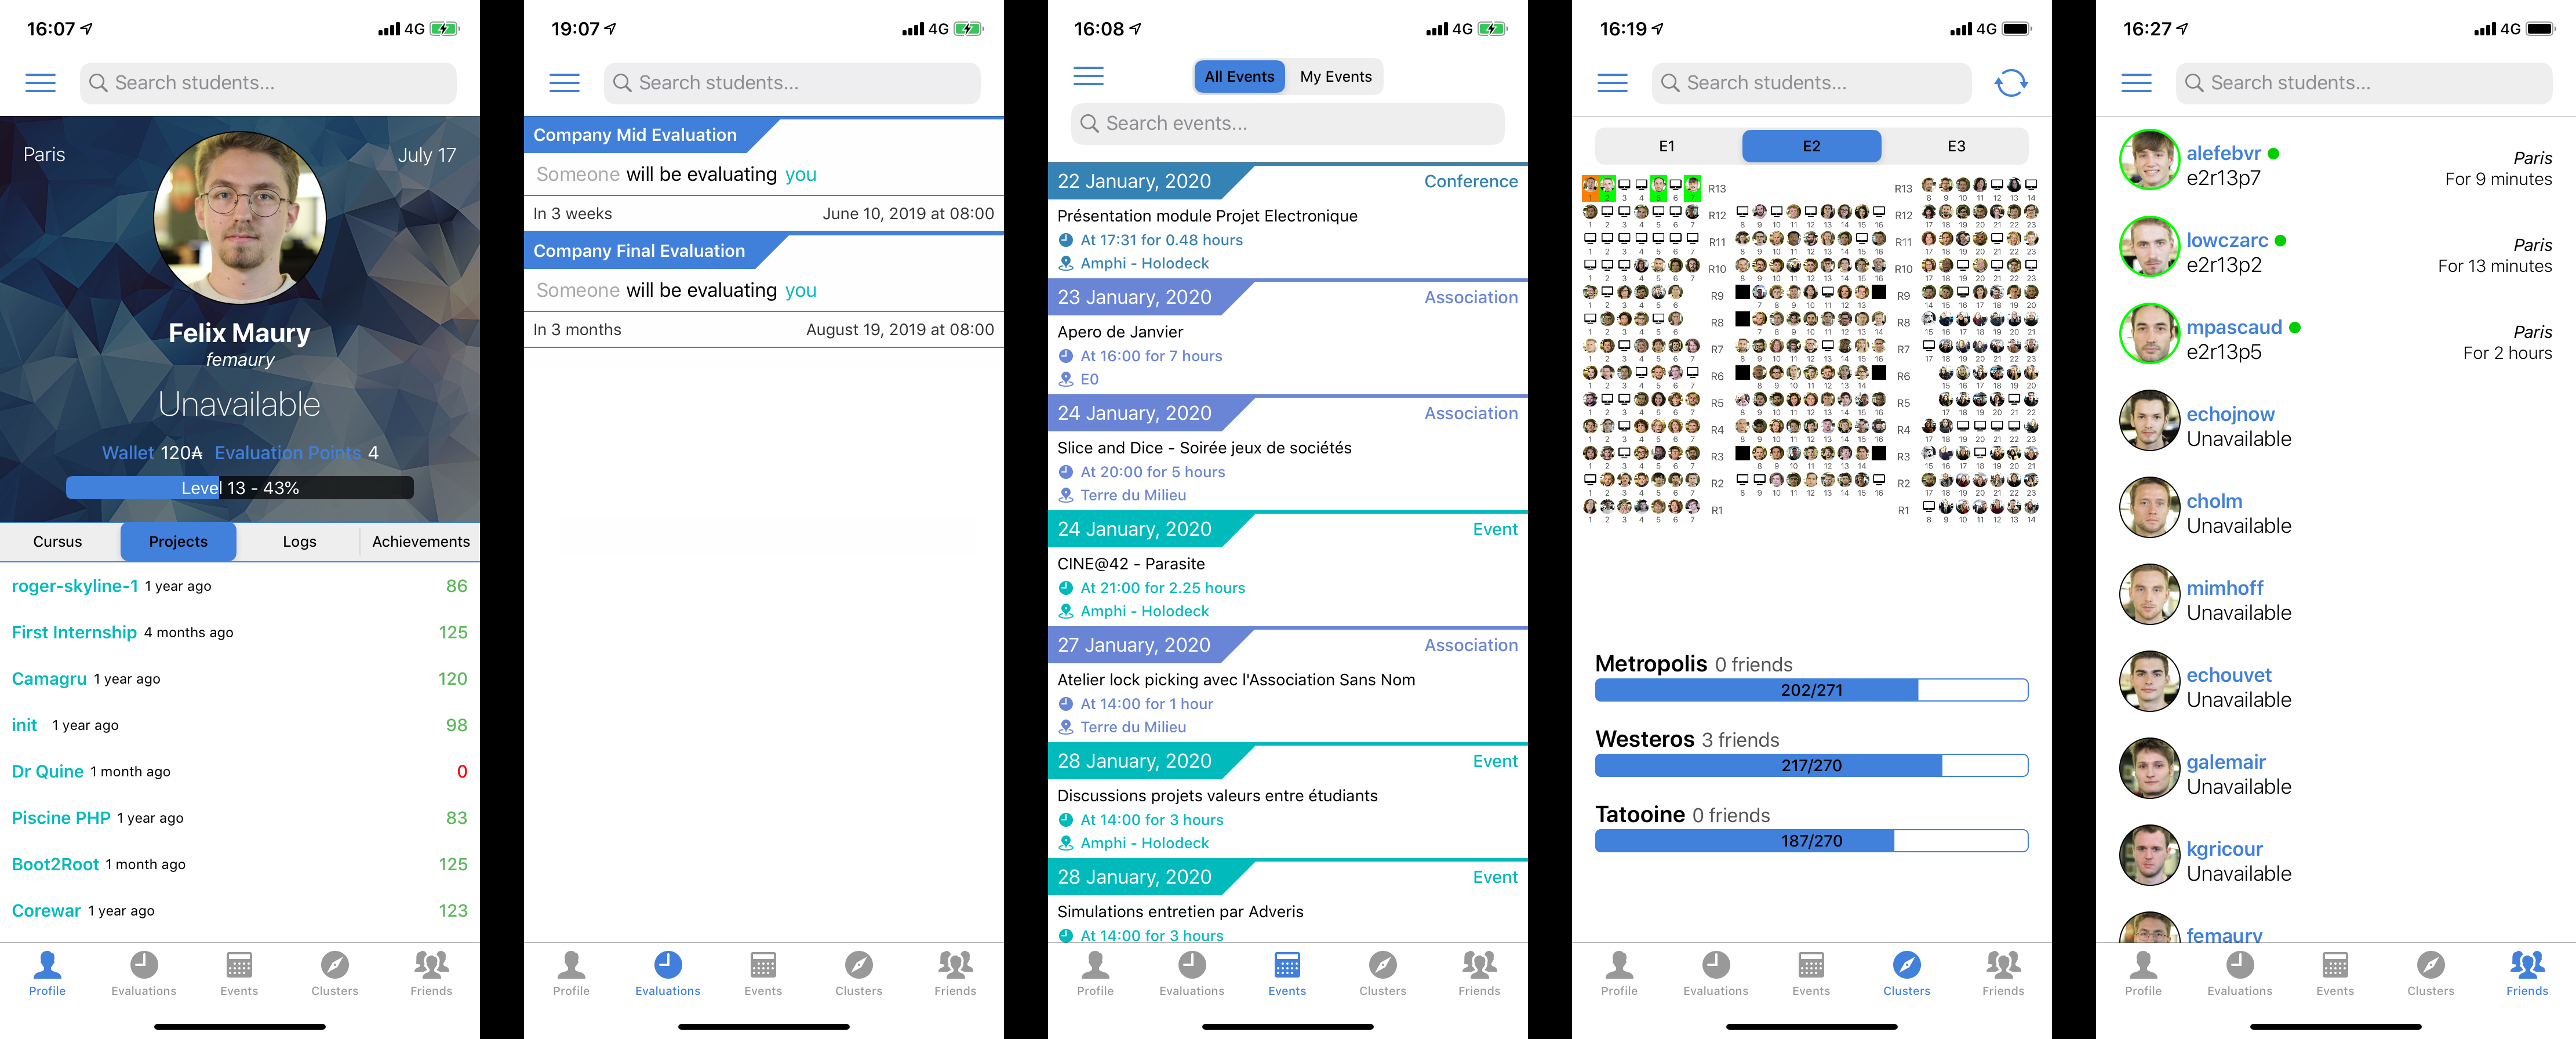 16:07
4G
Search students...
Paris
July 17
Felix Maury
femaury
Unavailable
Wallet 120₳ Evaluation Points 4
Level 13 - 43%
Cursus Projects Logs Achievements
roger-skyline-1 1 year ago 86
First Internship 4 months ago 125
Camagru 1 year ago 120
init 1 year ago 98
Dr Quine 1 month ago 0
Piscine PHP 1 year ago 83
Boot2Root 1 month ago 125
Corewar 1 year ago 123
Profile Evaluations Events Clusters Friends
19:07
4G
Search students...
Company Mid Evaluation
Someone will be evaluating you
In 3 weeks June 10, 2019 at 08:00
Company Final Evaluation
Someone will be evaluating you
In 3 months August 19, 2019 at 08:00
Profile Evaluations Events Clusters Friends
16:08
4G
All Events My Events
Search events...
22 January, 2020 Conference
Présentation module Projet Electronique
At 17:31 for 0.48 hours
Amphi - Holodeck
23 January, 2020 Association
Apero de Janvier
At 16:00 for 7 hours
E0
24 January, 2020 Association
Slice and Dice - Soirée jeux de sociétés
At 20:00 for 5 hours
Terre du Milieu
24 January, 2020 Event
CINE@42 - Parasite
At 21:00 for 2.25 hours
Amphi - Holodeck
27 January, 2020 Association
Atelier lock picking avec l'Association Sans Nom
At 14:00 for 1 hour
Terre du Milieu
28 January, 2020 Event
Discussions projets valeurs entre étudiants
At 14:00 for 3 hours
Amphi - Holodeck
28 January, 2020 Event
Simulations entretien par Adveris
At 14:00 for 3 hours
Profile Evaluations Events Clusters Friends
16:19
4G
Search students...
E1 E2 E3
R13 R13
R12 R12
R11 R11
R10 R10
R9 R9
R8 R8
R7 R7
R6 R6
R5 R5
R4 R4
R3 R3
R2 R2
R1 R1
Metropolis 0 friends
202/271
Westeros 3 friends
217/270
Tatooine 0 friends
187/270
Profile Evaluations Events Clusters Friends
16:27
4G
Search students...
alefebvr Paris
e2r13p7 For 9 minutes
lowczarc Paris
e2r13p2 For 13 minutes
mpascaud Paris
e2r13p5 For 2 hours
echojnow
Unavailable
cholm
Unavailable
mimhoff
Unavailable
echouvet
Unavailable
galemair
Unavailable
kgricour
Unavailable
femaury
Profile Evaluations Events Clusters Friends